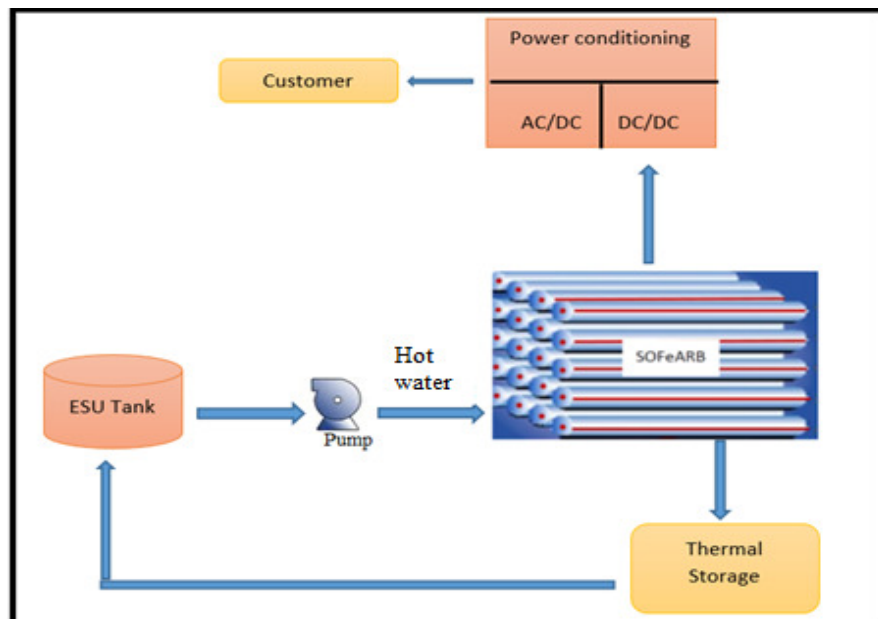 Power conditioning
Customer
AC/DC
DC/DC
Hot
water
SOFeARB
ESU Tank
Pump
Thermal
Storage